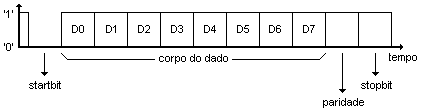 '1'
D0 D1 D2 D3 D4 D5 D6 D7
'0'
tempo
corpo do dado
startbit
stopbit
paridade